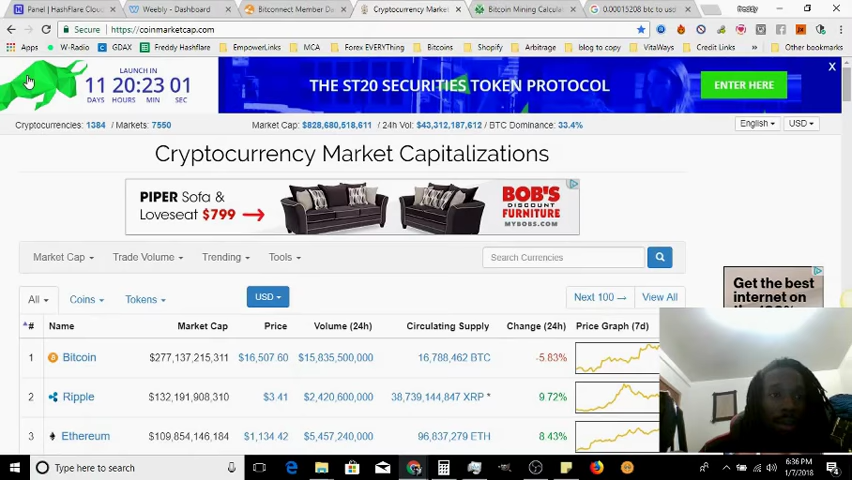 Panel | HashFlare Clou
Weebly - Dashboard
Bitconnect Member Da
Cryptocurrency Marke
Bitcoin Mining Calcula
0.00015208 btc to usd
Freddy
Secure https://coinmarketcap.com
Apps W-Radio GDAX Freddy Hashflare EmpowerLinks MCA Forex EVERYthing Bitcoins Shopify Arbitrage blog to copy VitaWays Credit Links Other bookmarks
LAUNCH IN
11 20:23 01
DAYS HOURS MIN SEC
THE ST20 SECURITIES TOKEN PROTOCOL
ENTER HERE
X
Cryptocurrencies: 1384 / Markets: 7550
Market Cap: $828,680,518,611 / 24h Vol: $43,312,187,612 / BTC Dominance: 33.4%
English
USD
Cryptocurrency Market Capitalizations
PIPER Sofa &
Loveseat $799
BOB'S
DISCOUNT
FURNITURE
MYBOBS.COM
Market Cap Trade Volume Trending Tools
Search Currencies
All Coins Tokens USD Next 100 → View All
Get the best
internet on
# Name Market Cap Price Volume (24h) Circulating Supply Change (24h) Price Graph (7d)
1 Bitcoin $277,137,215,311 $16,507.60 $15,835,500,000 16,788,462 BTC -5.83%
2 Ripple $132,191,908,310 $3.41 $2,420,600,000 38,739,144,847 XRP * 9.72%
3 Ethereum $109,854,146,184 $1,134.42 $5,457,240,000 96,837,279 ETH 8.43%
Type here to search
6:36 PM
1/7/2018